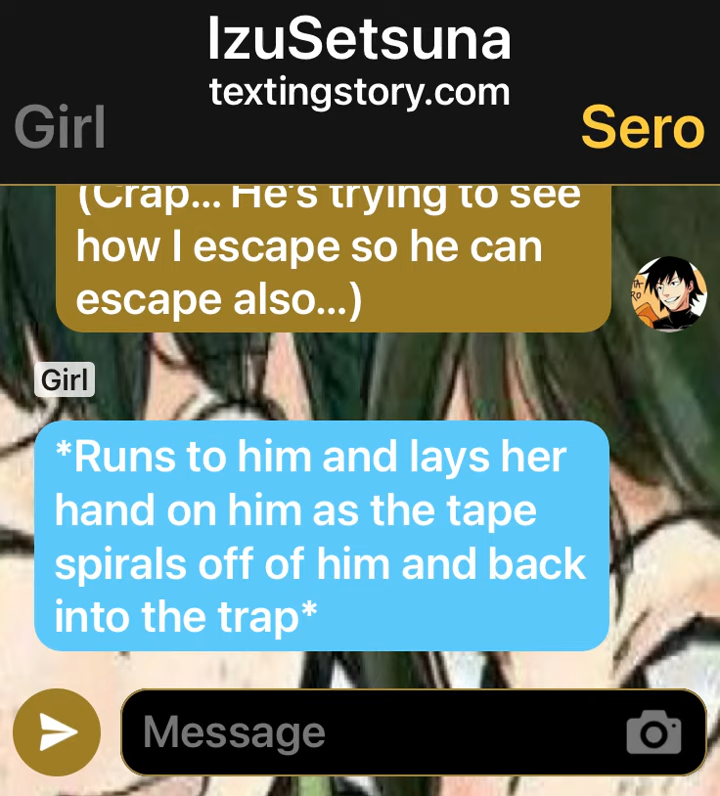 IzuSetsuna
textingstory.com
Girl
Sero
(Crap... He's trying to see
how I escape so he can
escape also...)
Girl
*Runs to him and lays her
hand on him as the tape
spirals off of him and back
into the trap*
Message